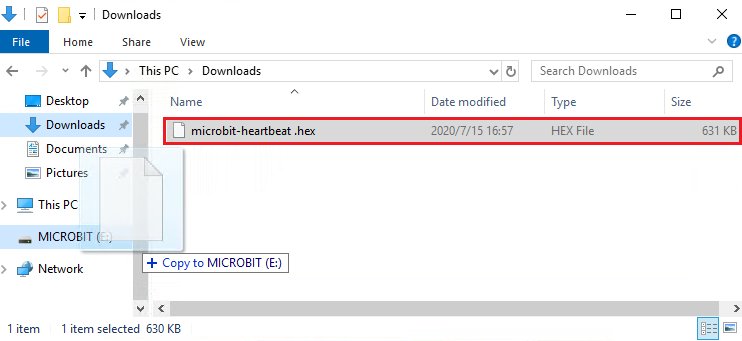 Downloads
File Home Share View
This PC Downloads Search Downloads
Desktop
Downloads
Documents
Pictures
This PC
MICROBIT (E:)
Network
Name Date modified Type Size
microbit-heartbeat .hex 2020/7/15 16:57 HEX File 631 KB
Copy to MICROBIT (E:)
1 item 1 item selected 630 KB